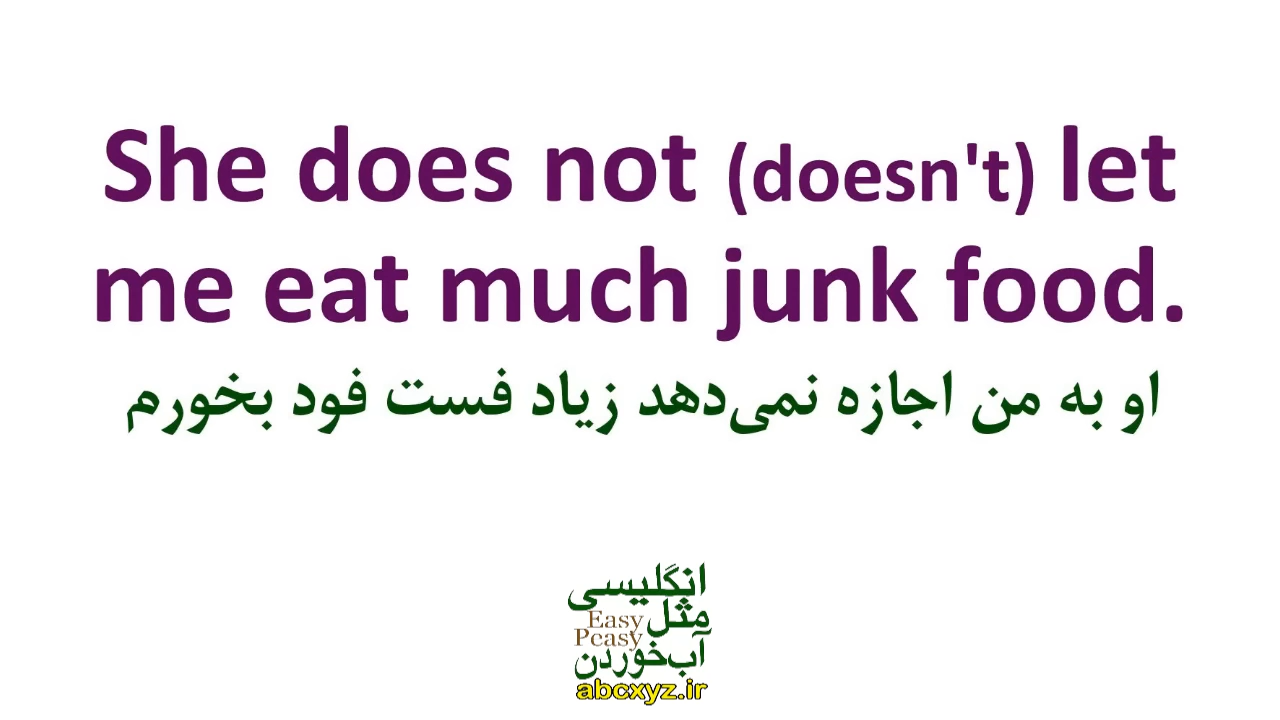 She does not (doesn't) let
me eat much junk food.
او به من اجازه نمی‌دهد زیاد فست فود بخورم
انگلیسی
مثل
Easy
Peasy
آب‌خوردن
abcxyz.ir